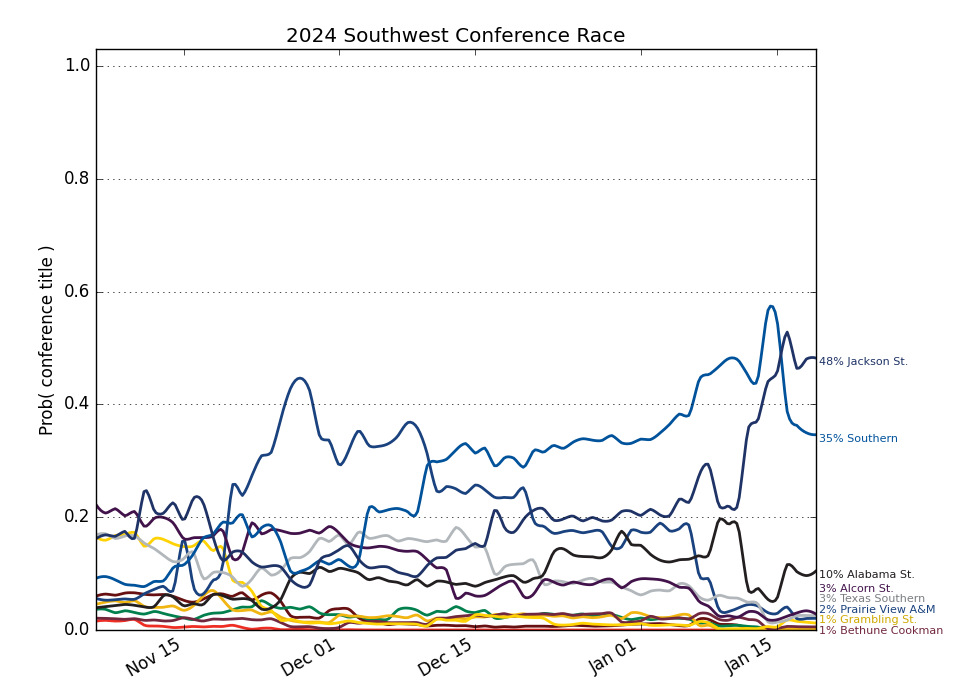 2024 Southwest Conference Race
Prob( conference title )
1.0
0.8
0.6
0.4
0.2
0.0
Nov 15
Dec 01
Dec 15
Jan 01
Jan 15
48% Jackson St.
35% Southern
10% Alabama St.
3% Alcorn St.
3% Texas Southern
2% Prairie View A&M
1% Grambling St.
1% Bethune Cookman